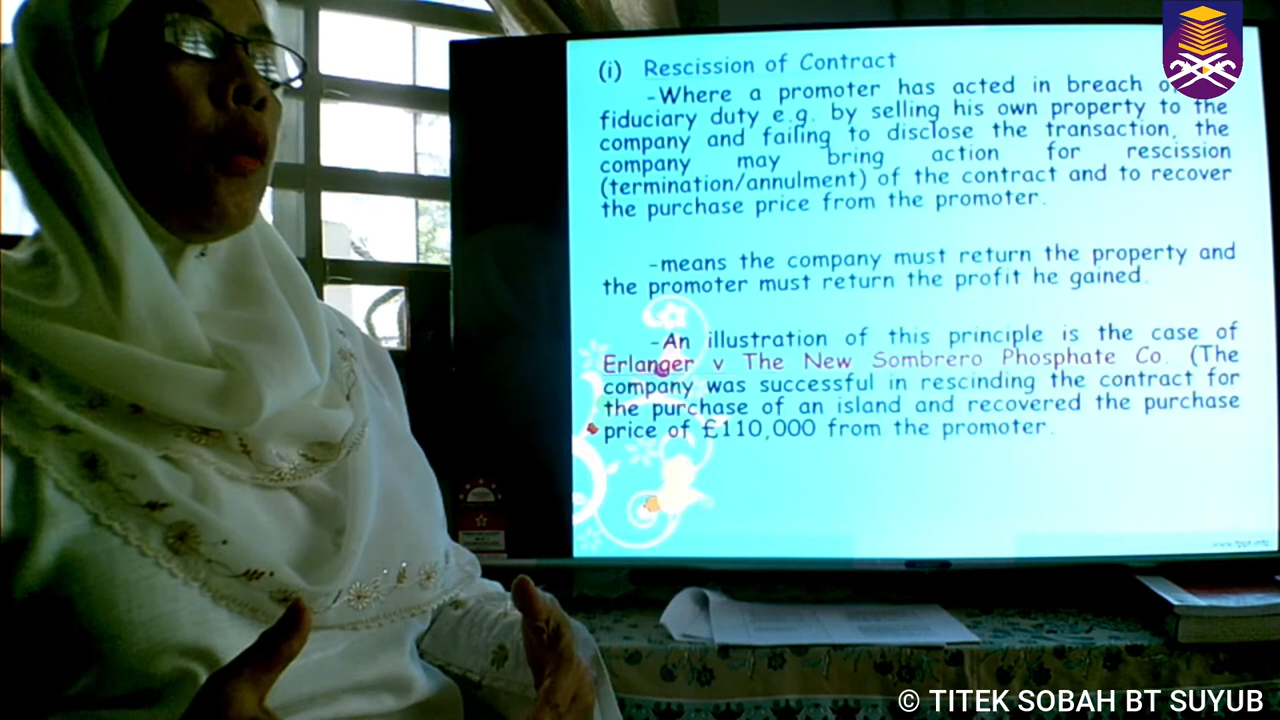 (i) Rescission of Contract
-Where a promoter has acted in breach
fiduciary duty e.g. by selling his own property to the
company and failing to disclose the transaction, the
company may bring action for rescission
(termination/annulment) of the contract and to recover
the purchase price from the promoter.
-means the company must return the property and
the promoter must return the profit he gained.
-An illustration of this principle is the case of
Erlanger v The New Sombrero Phosphate Co. (The
company was successful in rescinding the contract for
the purchase of an island and recovered the purchase
price of £110,000 from the promoter.
© TITEK SOBAH BT SUYUB